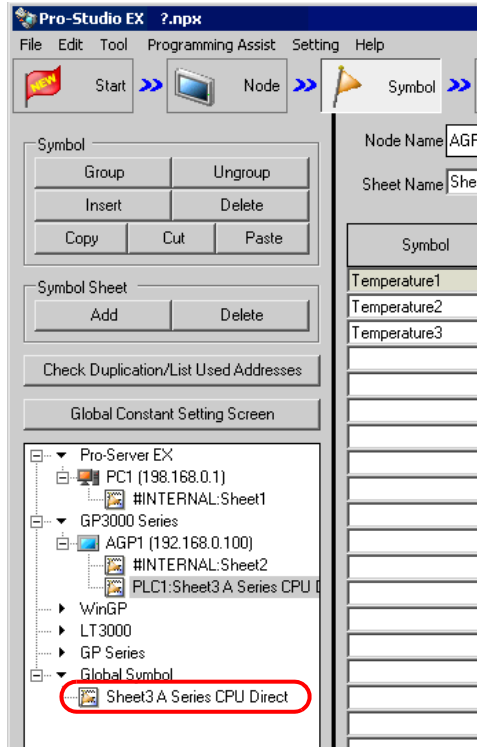 Pro-Studio EX ?.npx
File Edit Tool Programming Assist Setting Help
NEW Start Node Symbol
Symbol
Group Ungroup
Insert Delete
Copy Cut Paste
Symbol Sheet
Add Delete
Check Duplication/List Used Addresses
Global Constant Setting Screen
Pro-Server EX
PC1 (198.168.0.1)
#INTERNAL:Sheet1
GP3000 Series
AGP1 (192.168.0.100)
#INTERNAL:Sheet2
PLC1:Sheet3 A Series CPU D
WinGP
LT3000
GP Series
Global Symbol
Sheet3 A Series CPU Direct
Node Name AGP
Sheet Name She
Symbol
Temperature1
Temperature2
Temperature3